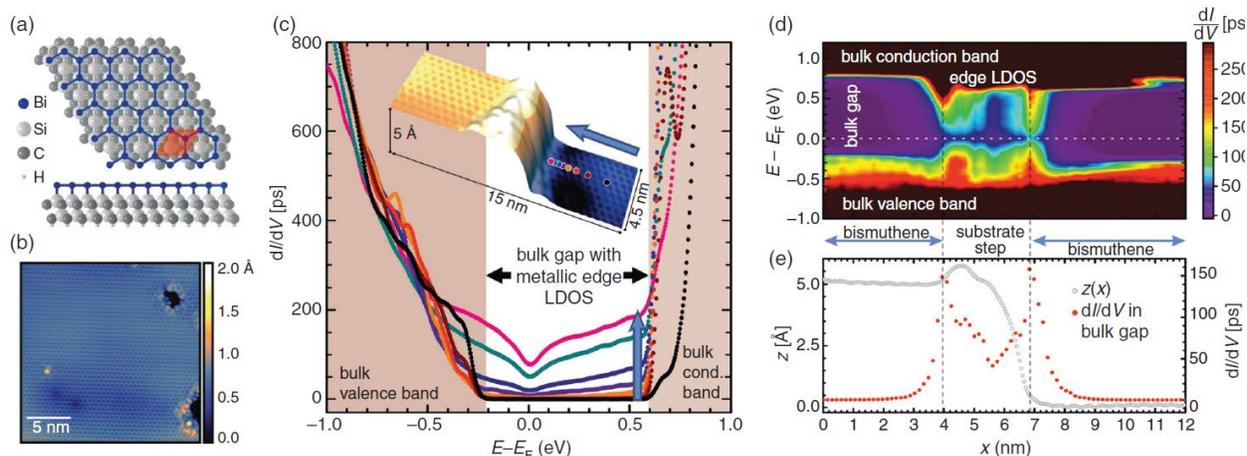 (a)
Bi
Si
C
H
(b)
2.0 Å
1.5
1.0
0.5
0.0
5 nm
(c)
800
600
400
200
0
dI/dV [ps]
5 Å
15 nm
4.5 nm
bulk gap with
metallic edge
LDOS
bulk
valence band
bulk
cond.
band
−1.0
−0.5
0.0
0.5
1.0
E–E_F (eV)
(d)
bulk conduction band
edge LDOS
bulk gap
bulk valence band
1.0
0.5
0.0
−0.5
−1.0
E − E_F (eV)
dI
dV
[ps]
250
200
150
100
50
0
bismuthene
substrate
step
bismuthene
(e)
5.0
2.5
0.0
z [Å]
z(x)
dI/dV in
bulk gap
150
100
50
0
dI/dV [ps]
0 1 2 3 4 5 6 7 8 9 10 11 12
x (nm)